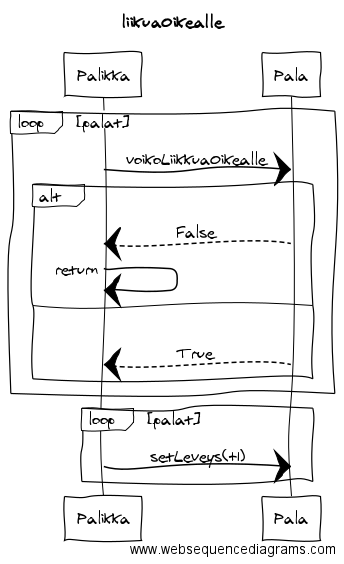 liikuaOikealle
Palikka Pala
loop [palat]
voikoLiikkuaOikealle
alt
False
return
True
loop [palat]
setLeveys(+1)
Palikka Pala
www.websequencediagrams.com